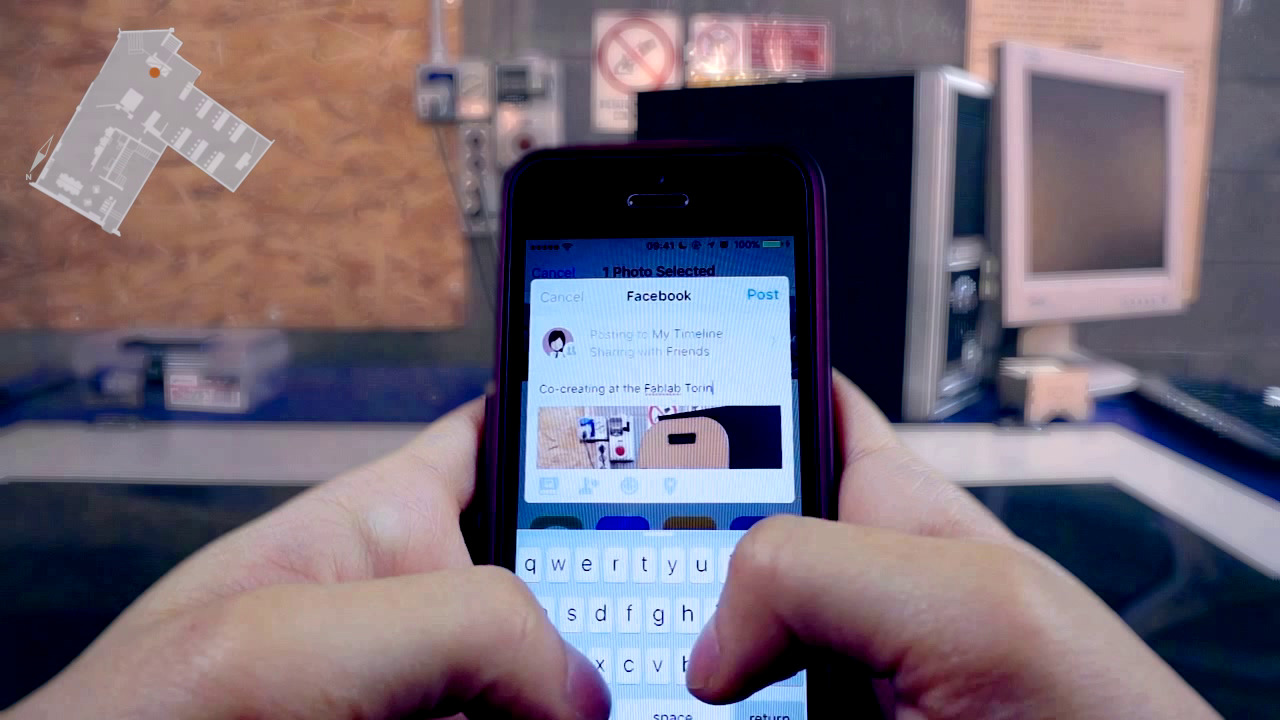 N
09:41 100%
Cancel 1 Photo Selected
Cancel Facebook Post
Posting to My Timeline
Sharing with Friends
Co-creating at the Fablab Torin
q w e r t y u
s d f g h
x c v b
space return